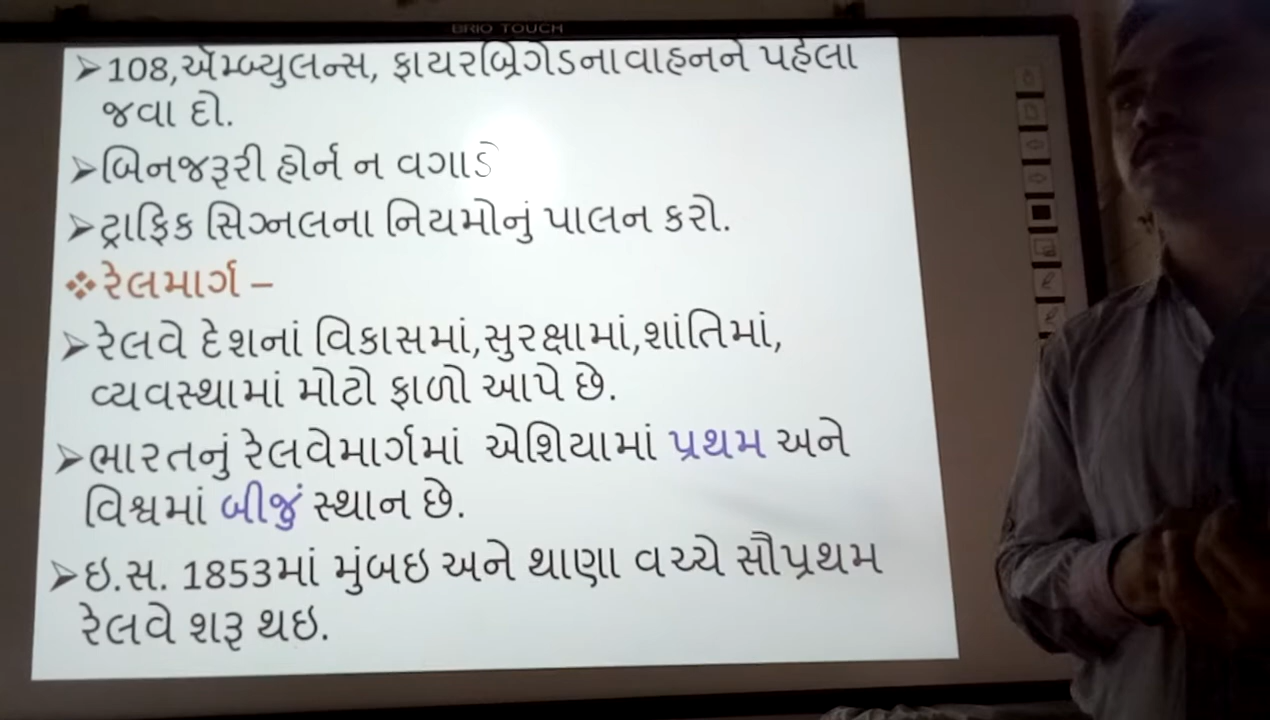 BRIO TOUCH
➢108,ઍમ્બ્યુલન્સ, ફાયરબ્રિગેડનાવાહનને પહેલા
જવા દો.
➢બિનજરૂરી હોર્ન ન
➢ટ્રાફિક સિગ્નલના નિયમોનું પાલન કરો.
❖રેલમાર્ગ –
➢રેલવે દેશનાં વિકાસમાં,સુરક્ષામાં,શાંતિમાં,
વ્યવસ્થામાં મોટો ફાળો આપે છે.
➢ભારતનું રેલવેમાર્ગમાં એશિયામાં પ્રથમ અને
વિશ્વમાં બીજું સ્થાન છે.
➢ઇ.સ. 1853માં મુંબઇ અને થાણા વચ્ચે સૌપ્રથમ
રેલવે શરૂ થઇ.